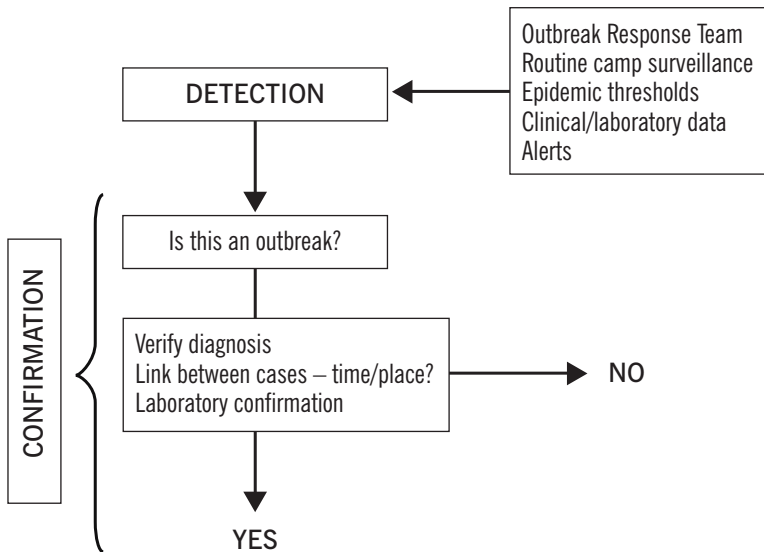 Outbreak Response Team
Routine camp surveillance
Epidemic thresholds
Clinical/laboratory data
Alerts
DETECTION
CONFIRMATION
Is this an outbreak?
Verify diagnosis
Link between cases – time/place?
Laboratory confirmation
NO
YES